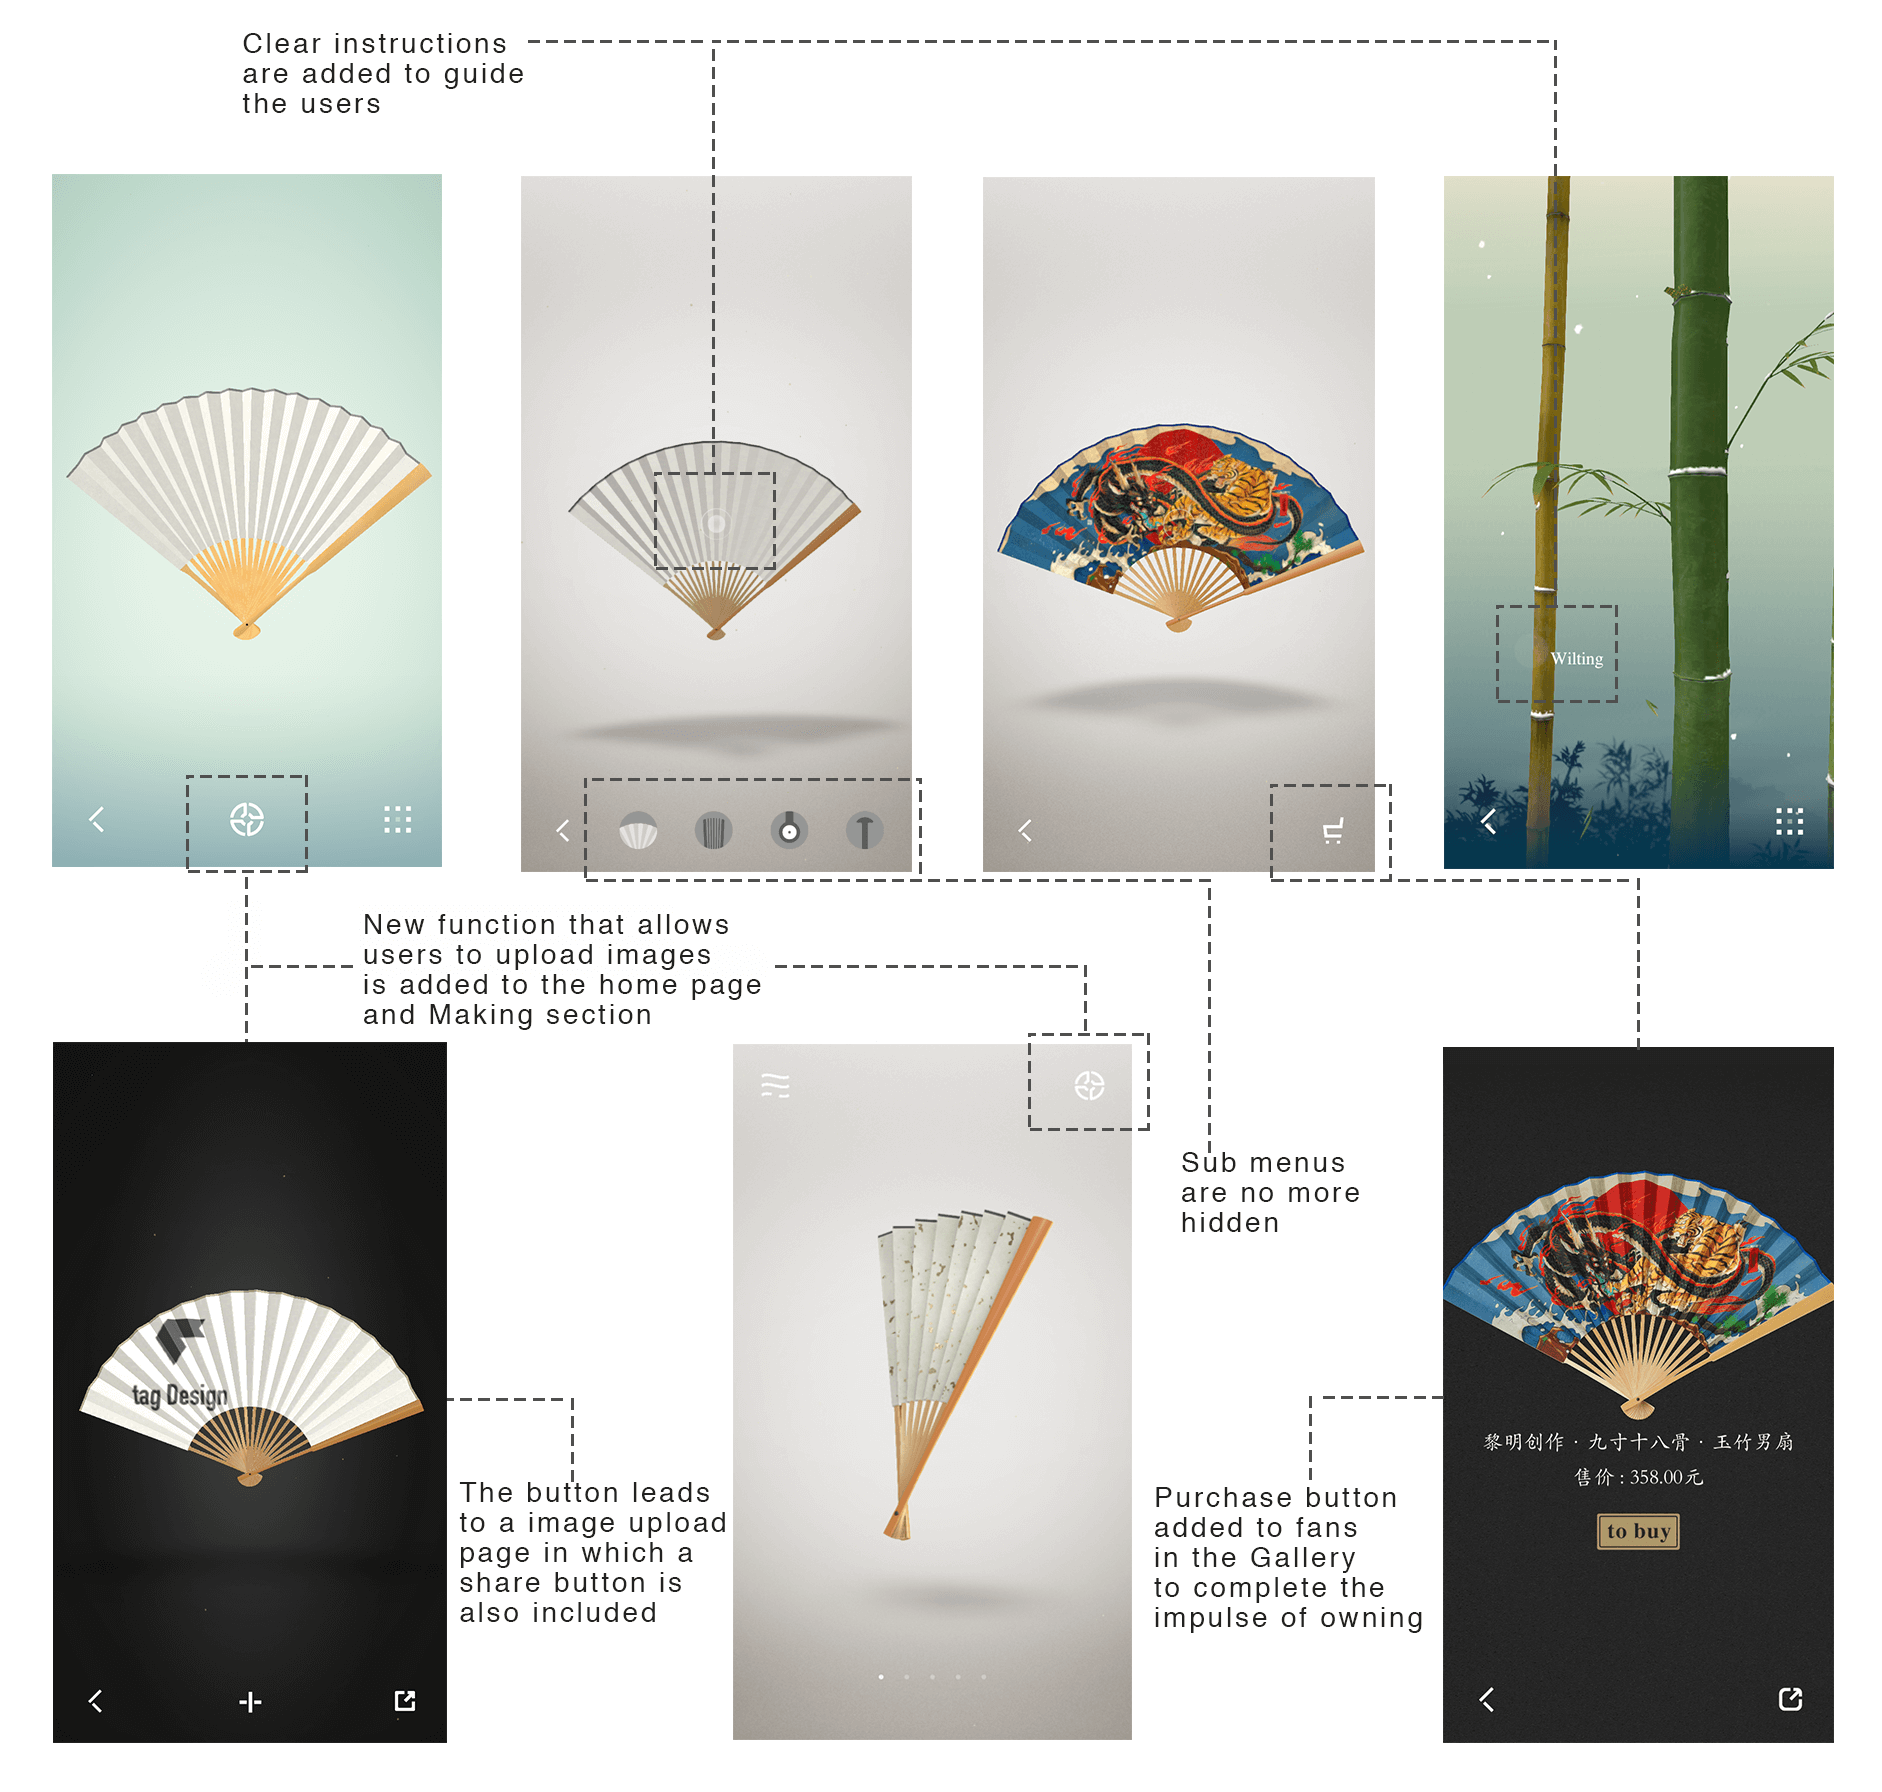 Clear instructions
are added to guide
the users
Wilting
New function that allows
users to upload images
is added to the home page
and Making section
Sub menus
are no more
hidden
tag Design
The button leads
to a image upload
page in which a
share button is
also included
Purchase button
added to fans
in the Gallery
to complete the
impulse of owning
黎明创作 · 九寸十八骨 · 玉竹男扇
售价 : 358.00元
to buy